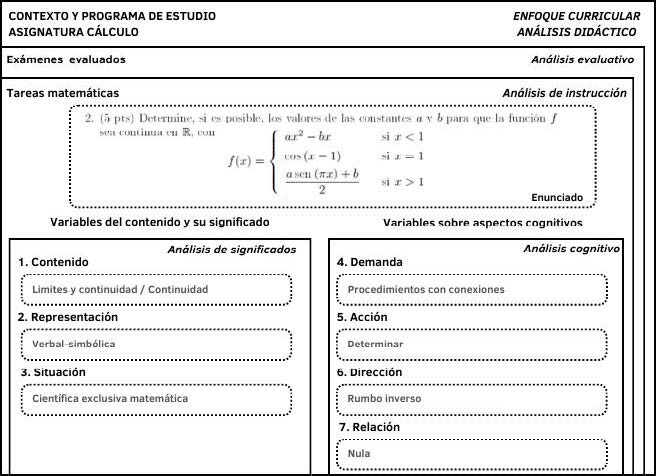 CONTEXTO Y PROGRAMA DE ESTUDIO
ENFOQUE CURRICULAR
ASIGNATURA CÁLCULO
ANÁLISIS DIDÁCTICO
Exámenes evaluados
Análisis evaluativo
Tareas matemáticas
Análisis de instrucción
2. (5 pts) Determine, si es posible, los valores de las constantes a y b para que la función f
sea continua en ℝ, con
f(x) = { ax² − bx si x < 1
cos (x − 1) si x = 1
(a sen (πx) + b)/2 si x > 1
Enunciado
Variables del contenido y su significado
Variables sobre aspectos cognitivos
Análisis de significados
1. Contenido
Límites y continuidad / Continuidad
2. Representación
Verbal-simbólica
3. Situación
Científica exclusiva matemática
Análisis cognitivo
4. Demanda
Procedimientos con conexiones
5. Acción
Determinar
6. Dirección
Rumbo inverso
7. Relación
Nula